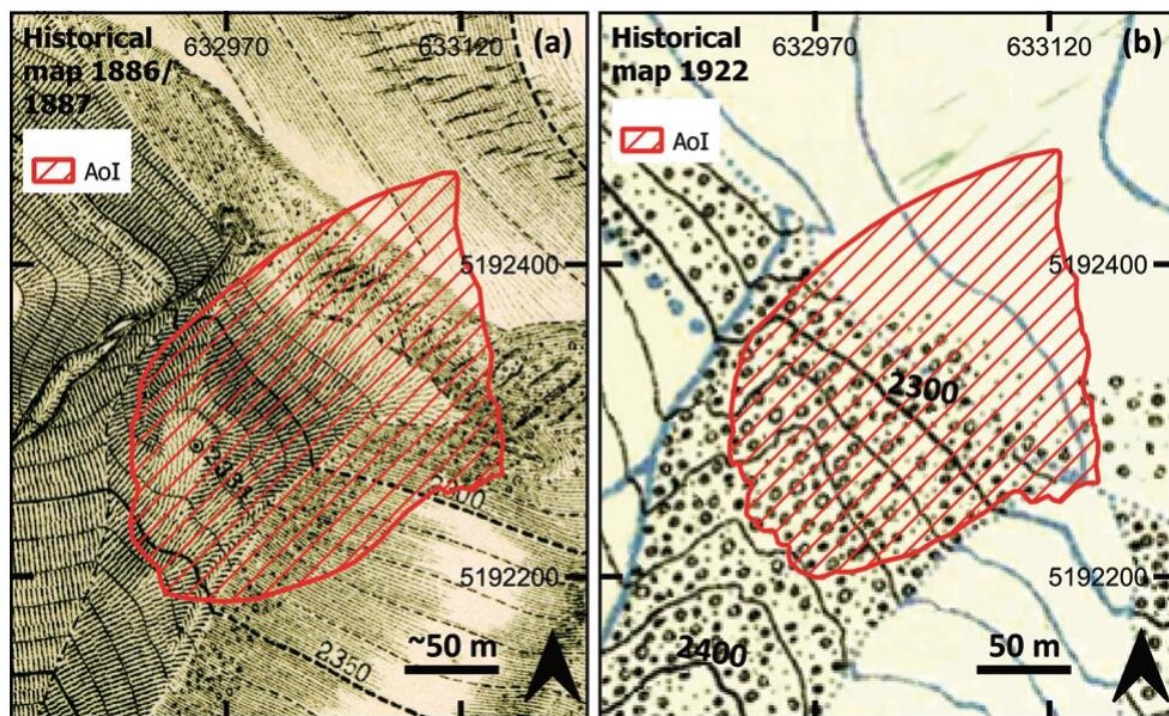 Historical
map 1886/
1887
632970
633120
(a)
AoI
5192400
2331
2300
5192200
2350
~50 m
Historical
map 1922
632970
633120
(b)
AoI
5192400
2300
5192200
2400
50 m